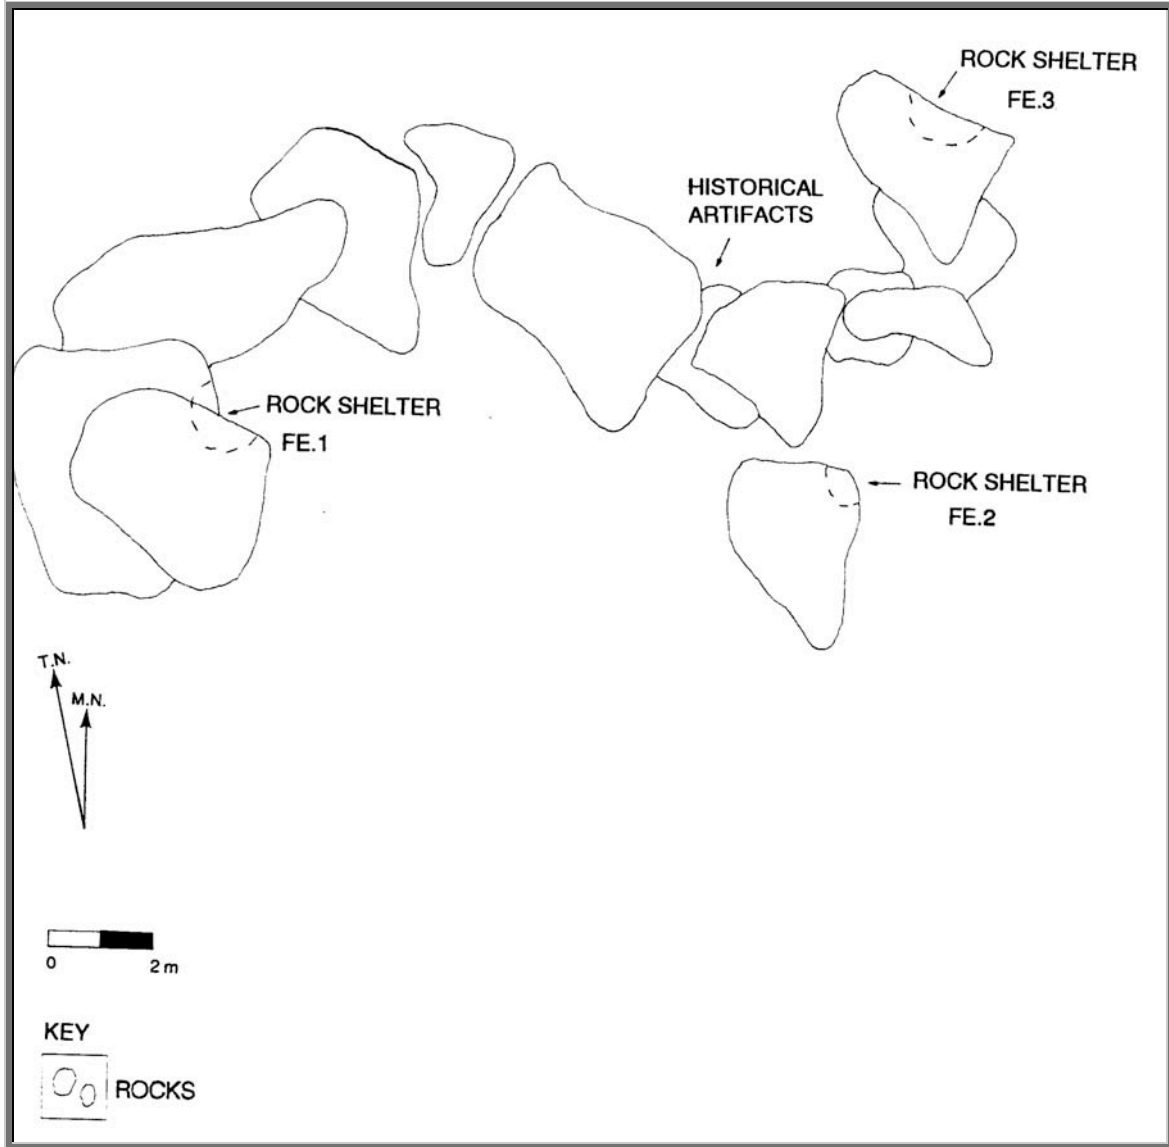 ROCK SHELTER
FE.3
HISTORICAL
ARTIFACTS
ROCK SHELTER
FE.1
ROCK SHELTER
FE.2
T.N.
M.N.
0 2 m
KEY
ROCKS